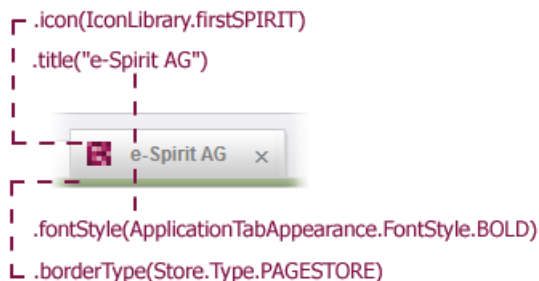 .icon(IconLibrary.firstSPIRIT)
.title("e-Spirit AG")
e-Spirit AG ×
.fontStyle(ApplicationTabAppearance.FontStyle.BOLD)
.borderType(Store.Type.PAGESTORE)